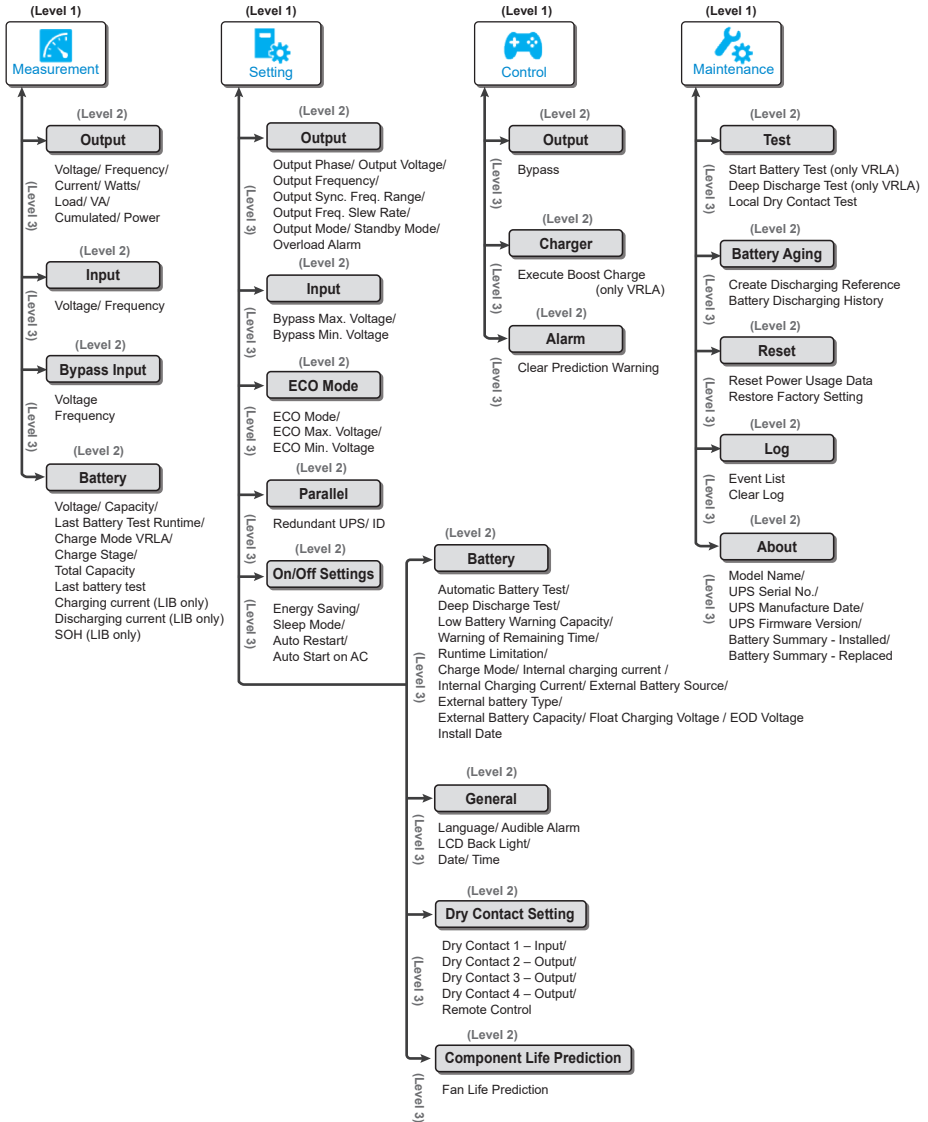 (Level 1)
Measurement
(Level 2)
Output
(Level 3)
Voltage/ Frequency/
Current/ Watts/
Load/ VA/
Cumulated/ Power
(Level 2)
Input
(Level 3)
Voltage/ Frequency
(Level 2)
Bypass Input
(Level 3)
Voltage
Frequency
(Level 2)
Battery
Voltage/ Capacity/
Last Battery Test Runtime/
Charge Mode VRLA/
Charge Stage/
Total Capacity
Last battery test
Charging current (LIB only)
Discharging current (LIB only)
SOH (LIB only)
(Level 1)
Setting
(Level 2)
Output
(Level 3)
Output Phase/ Output Voltage/
Output Frequency/
Output Sync. Freq. Range/
Output Freq. Slew Rate/
Output Mode/ Standby Mode/
Overload Alarm
(Level 2)
Input
(Level 3)
Bypass Max. Voltage/
Bypass Min. Voltage
(Level 2)
ECO Mode
(Level 3)
ECO Mode/
ECO Max. Voltage/
ECO Min. Voltage
(Level 2)
Parallel
(Level 3)
Redundant UPS/ ID
(Level 2)
On/Off Settings
(Level 3)
Energy Saving/
Sleep Mode/
Auto Restart/
Auto Start on AC
(Level 2)
Battery
(Level 3)
Automatic Battery Test/
Deep Discharge Test/
Low Battery Warning Capacity/
Warning of Remaining Time/
Runtime Limitation/
Charge Mode/ Internal charging current /
Internal Charging Current/ External Battery Source/
External battery Type/
External Battery Capacity/ Float Charging Voltage / EOD Voltage
Install Date
(Level 2)
General
(Level 3)
Language/ Audible Alarm
LCD Back Light/
Date/ Time
(Level 2)
Dry Contact Setting
(Level 3)
Dry Contact 1 – Input/
Dry Contact 2 – Output/
Dry Contact 3 – Output/
Dry Contact 4 – Output/
Remote Control
(Level 2)
Component Life Prediction
(Level 3)
Fan Life Prediction
(Level 1)
Control
(Level 2)
Output
(Level 3)
Bypass
(Level 2)
Charger
(Level 3)
Execute Boost Charge
(only VRLA)
(Level 2)
Alarm
(Level 3)
Clear Prediction Warning
(Level 1)
Maintenance
(Level 2)
Test
(Level 3)
Start Battery Test (only VRLA)
Deep Discharge Test (only VRLA)
Local Dry Contact Test
(Level 2)
Battery Aging
(Level 3)
Create Discharging Reference
Battery Discharging History
(Level 2)
Reset
(Level 3)
Reset Power Usage Data
Restore Factory Setting
(Level 2)
Log
(Level 3)
Event List
Clear Log
(Level 2)
About
(Level 3)
Model Name/
UPS Serial No./
UPS Manufacture Date/
UPS Firmware Version/
Battery Summary - Installed/
Battery Summary - Replaced